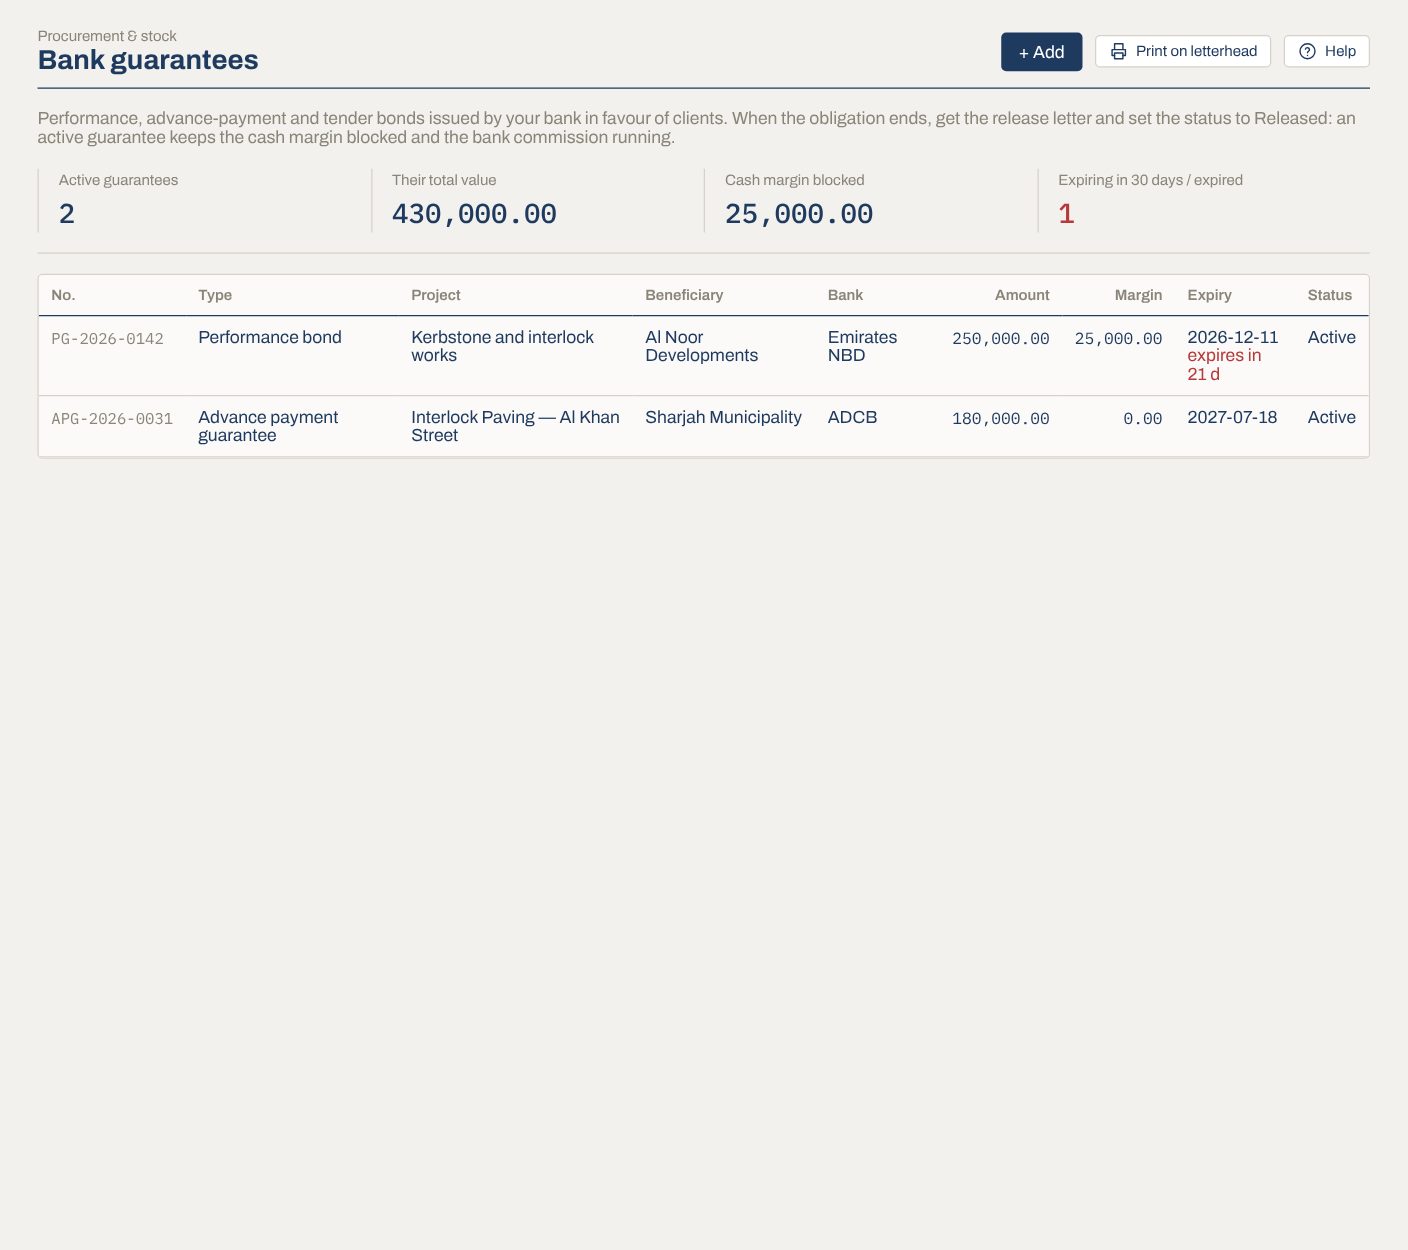 Procurement & stock
Bank guarantees
+ Add
Print on letterhead
Help
Performance, advance-payment and tender bonds issued by your bank in favour of clients. When the obligation ends, get the release letter and set the status to Released: an
active guarantee keeps the cash margin blocked and the bank commission running.
Active guarantees
2
Their total value
430,000.00
Cash margin blocked
25,000.00
Expiring in 30 days / expired
1
No. Type Project Beneficiary Bank Amount Margin Expiry Status
PG-2026-0142 Performance bond Kerbstone and interlock Al Noor Emirates 250,000.00 25,000.00 2026-12-11 Active
works Developments NBD expires in
21 d
APG-2026-0031 Advance payment Interlock Paving — Al Khan Sharjah Municipality ADCB 180,000.00 0.00 2027-07-18 Active
guarantee Street